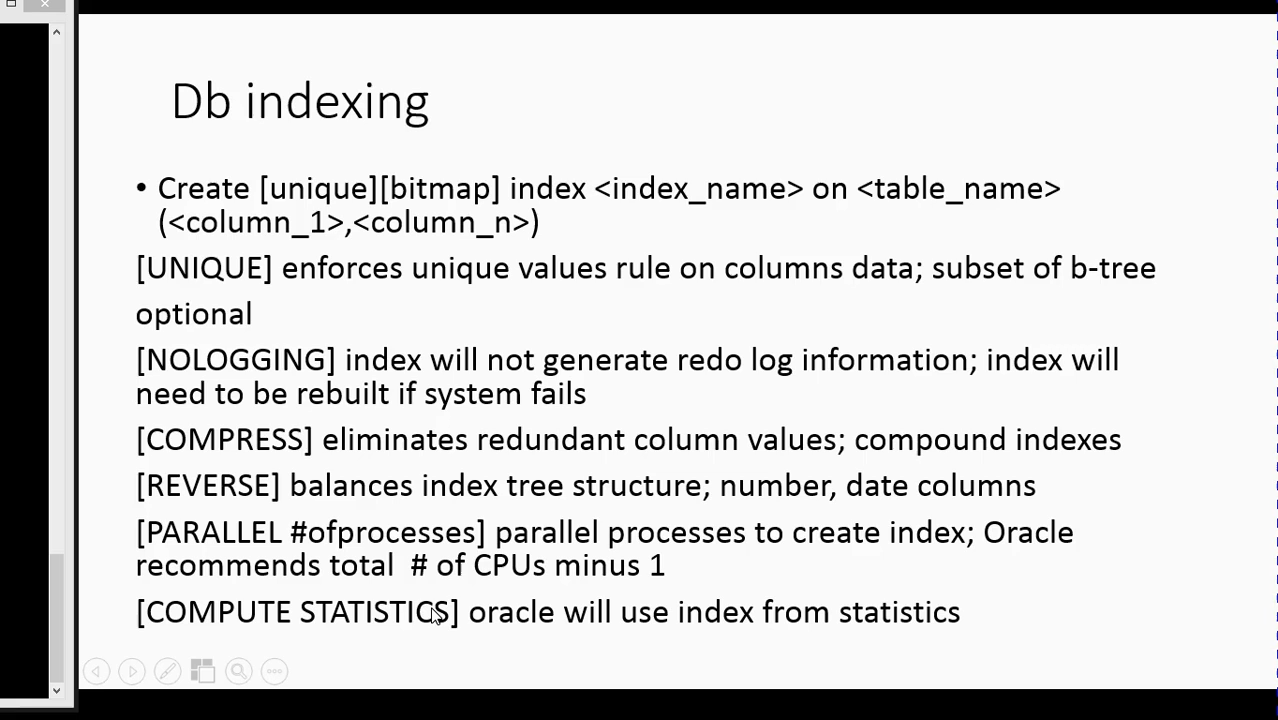 Db indexing
• Create [unique][bitmap] index <index_name> on <table_name>
(<column_1>,<column_n>)
[UNIQUE] enforces unique values rule on columns data; subset of b-tree
optional
[NOLOGGING] index will not generate redo log information; index will
need to be rebuilt if system fails
[COMPRESS] eliminates redundant column values; compound indexes
[REVERSE] balances index tree structure; number, date columns
[PARALLEL #ofprocesses] parallel processes to create index; Oracle
recommends total  # of CPUs minus 1
[COMPUTE STATISTICS] oracle will use index from statistics